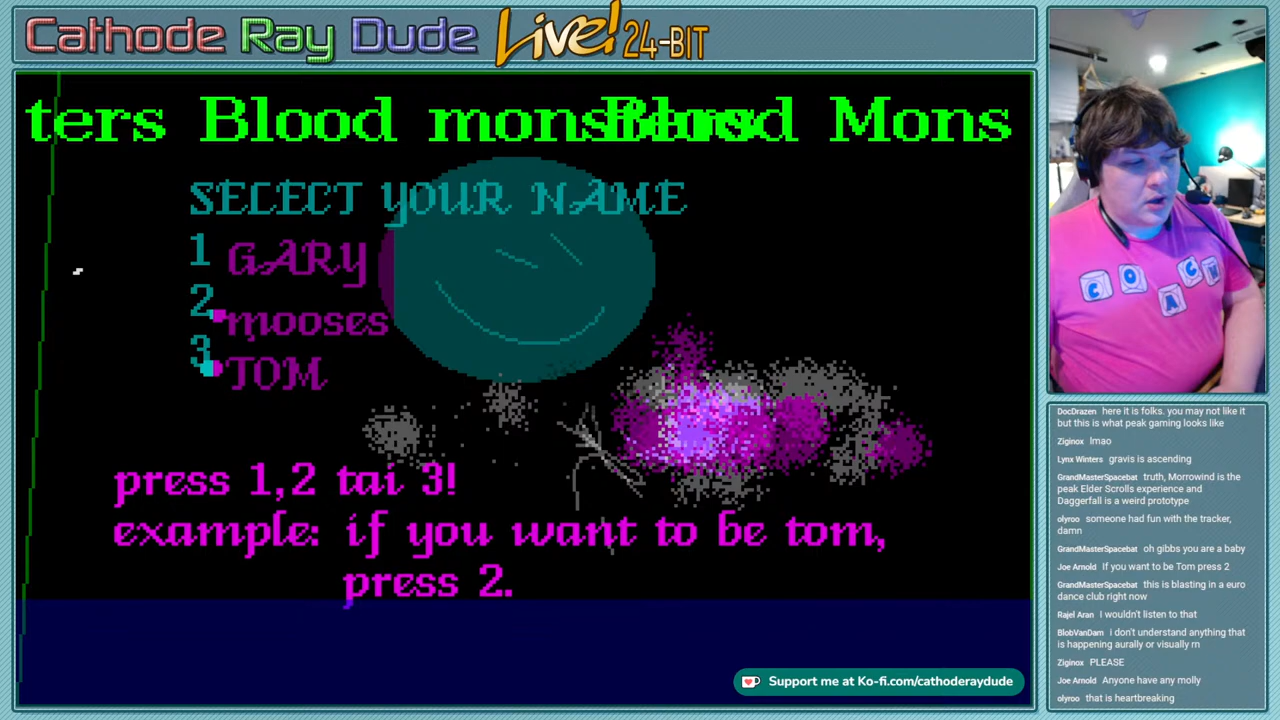 Cathode Ray Dude Live! 24-BIT
ters Blood monsters Blood Mons
SELECT YOUR NAME
1 GARY
2 mooses
3 TOM
press 1,2 tai 3!
example: if you want to be tom,
press 2.
Support me at Ko-fi.com/cathoderaydude
DocDrazen here it is folks. you may not like it
but this is what peak gaming looks like
Ziginox lmao
Lynx Winters gravis is ascending
GrandMasterSpacebat truth, Morrowind is the
peak Elder Scrolls experience and
Daggerfall is a weird prototype
olyroo someone had fun with the tracker,
damn
GrandMasterSpacebat oh gibbs you are a baby
Joe Arnold If you want to be Tom press 2
GrandMasterSpacebat this is blasting in a euro
dance club right now
Rajel Aran I wouldn't listen to that
BlobVanDam i don't understand anything that
is happening aurally or visually rn
Ziginox PLEASE
Joe Arnold Anyone have any molly
olyroo that is heartbreaking